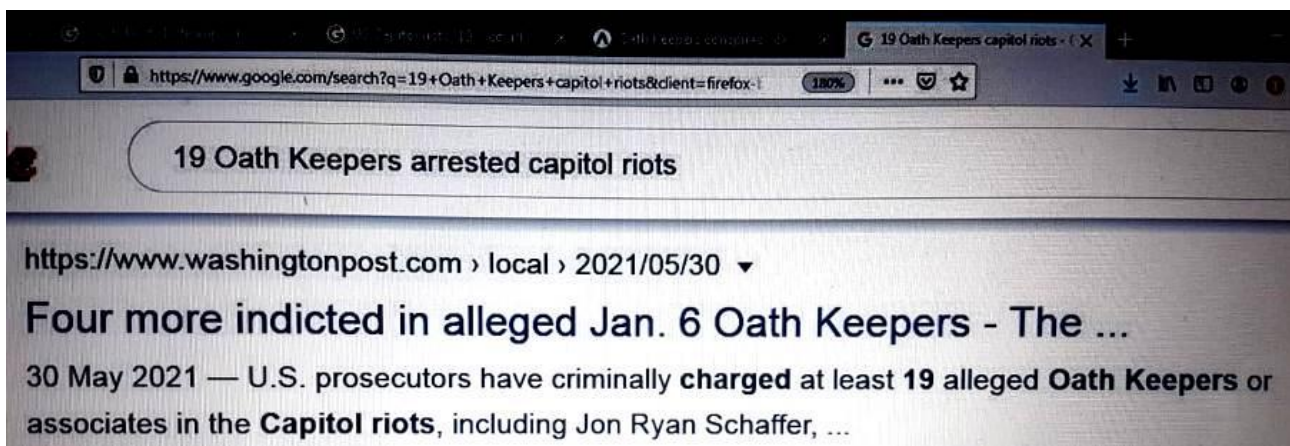 19 Oath Keepers capitol riots - (
https://www.google.com/search?q=19+Oath+Keepers+capitol+riots&client=firefox-
180%
19 Oath Keepers arrested capitol riots
https://www.washingtonpost.com › local › 2021/05/30
Four more indicted in alleged Jan. 6 Oath Keepers - The ...
30 May 2021 — U.S. prosecutors have criminally charged at least 19 alleged Oath Keepers or
associates in the Capitol riots, including Jon Ryan Schaffer, ...